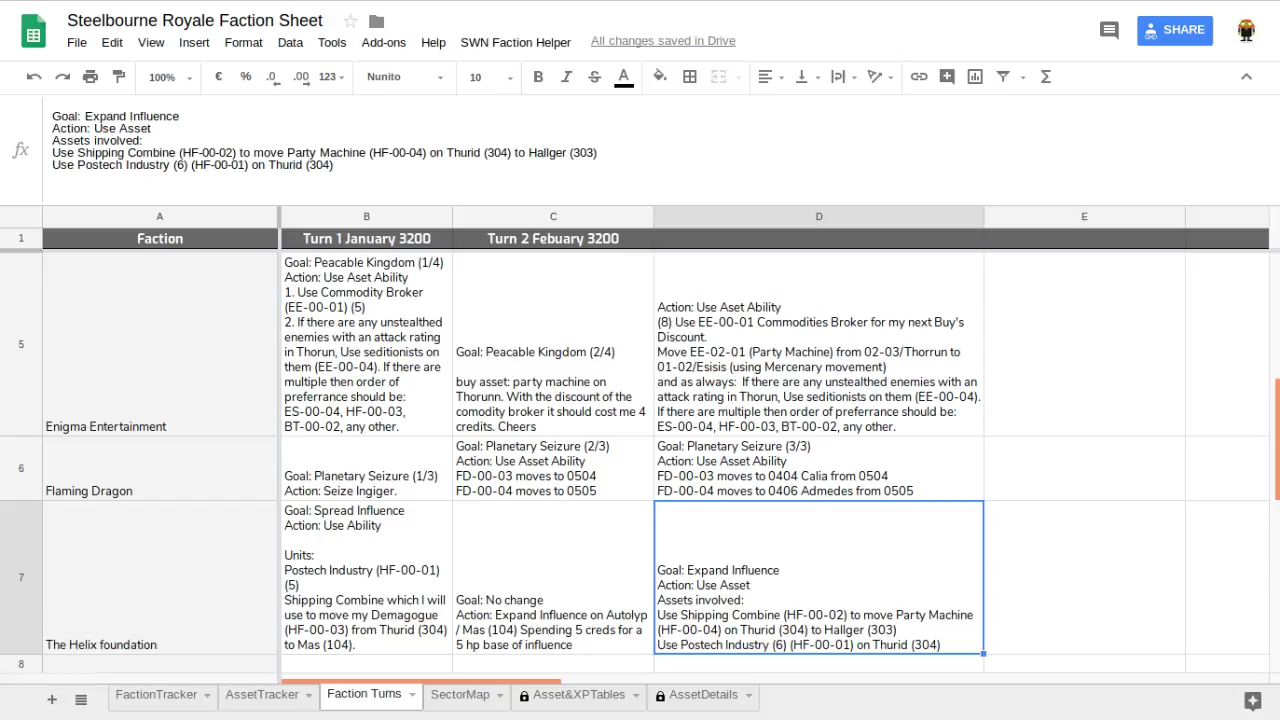 Steelbourne Royale Faction Sheet
File Edit View Insert Format Data Tools Add-ons Help SWN Faction Helper All changes saved in Drive
SHARE
100% € % .0 .00 123 Nunito 10 B I S A
fx
Goal: Expand Influence
Action: Use Asset
Assets involved:
Use Shipping Combine (HF-00-02) to move Party Machine (HF-00-04) on Thurid (304) to Hallger (303)
Use Postech Industry (6) (HF-00-01) on Thurid (304)
A B C D E
1 Faction Turn 1 January 3200 Turn 2 Febuary 3200
5
Enigma Entertainment
Goal: Peacable Kingdom (1/4)
Action: Use Aset Ability
1. Use Commodity Broker
(EE-00-01) (5)
2. If there are any unstealthed
enemies with an attack rating
in Thorun, Use seditionists on
them (EE-00-04). If there are
multiple then order of
preferrance should be:
ES-00-04, HF-00-03,
BT-00-02, any other.
Goal: Peacable Kingdom (2/4)
buy asset: party machine on
Thorunn. With the discount of the
comodity broker it should cost me 4
credits. Cheers
Action: Use Aset Ability
(8) Use EE-00-01 Commodities Broker for my next Buy's
Discount.
Move EE-02-01 (Party Machine) from 02-03/Thorrun to
01-02/Esisis (using Mercenary movement)
and as always: If there are any unstealthed enemies with an
attack rating in Thorun, Use seditionists on them (EE-00-04).
If there are multiple then order of preferrance should be:
ES-00-04, HF-00-03, BT-00-02, any other.
6
Flaming Dragon
Goal: Planetary Seizure (1/3)
Action: Seize Ingiger.
Goal: Planetary Seizure (2/3)
Action: Use Asset Ability
FD-00-03 moves to 0504
FD-00-04 moves to 0505
Goal: Planetary Seizure (3/3)
Action: Use Asset Ability
FD-00-03 moves to 0404 Calia from 0504
FD-00-04 moves to 0406 Admedes from 0505
7
The Helix foundation
Goal: Spread Influence
Action: Use Ability
Units:
Postech Industry (HF-00-01)
(5)
Shipping Combine which I will
use to move my Demagogue
(HF-00-03) from Thurid (304)
to Mas (104).
Goal: No change
Action: Expand Influence on Autolyp
/ Mas (104) Spending 5 creds for a
5 hp base of influence
Goal: Expand Influence
Action: Use Asset
Assets involved:
Use Shipping Combine (HF-00-02) to move Party Machine
(HF-00-04) on Thurid (304) to Hallger (303)
Use Postech Industry (6) (HF-00-01) on Thurid (304)
8
FactionTracker AssetTracker Faction Turns SectorMap Asset&XPTables AssetDetails